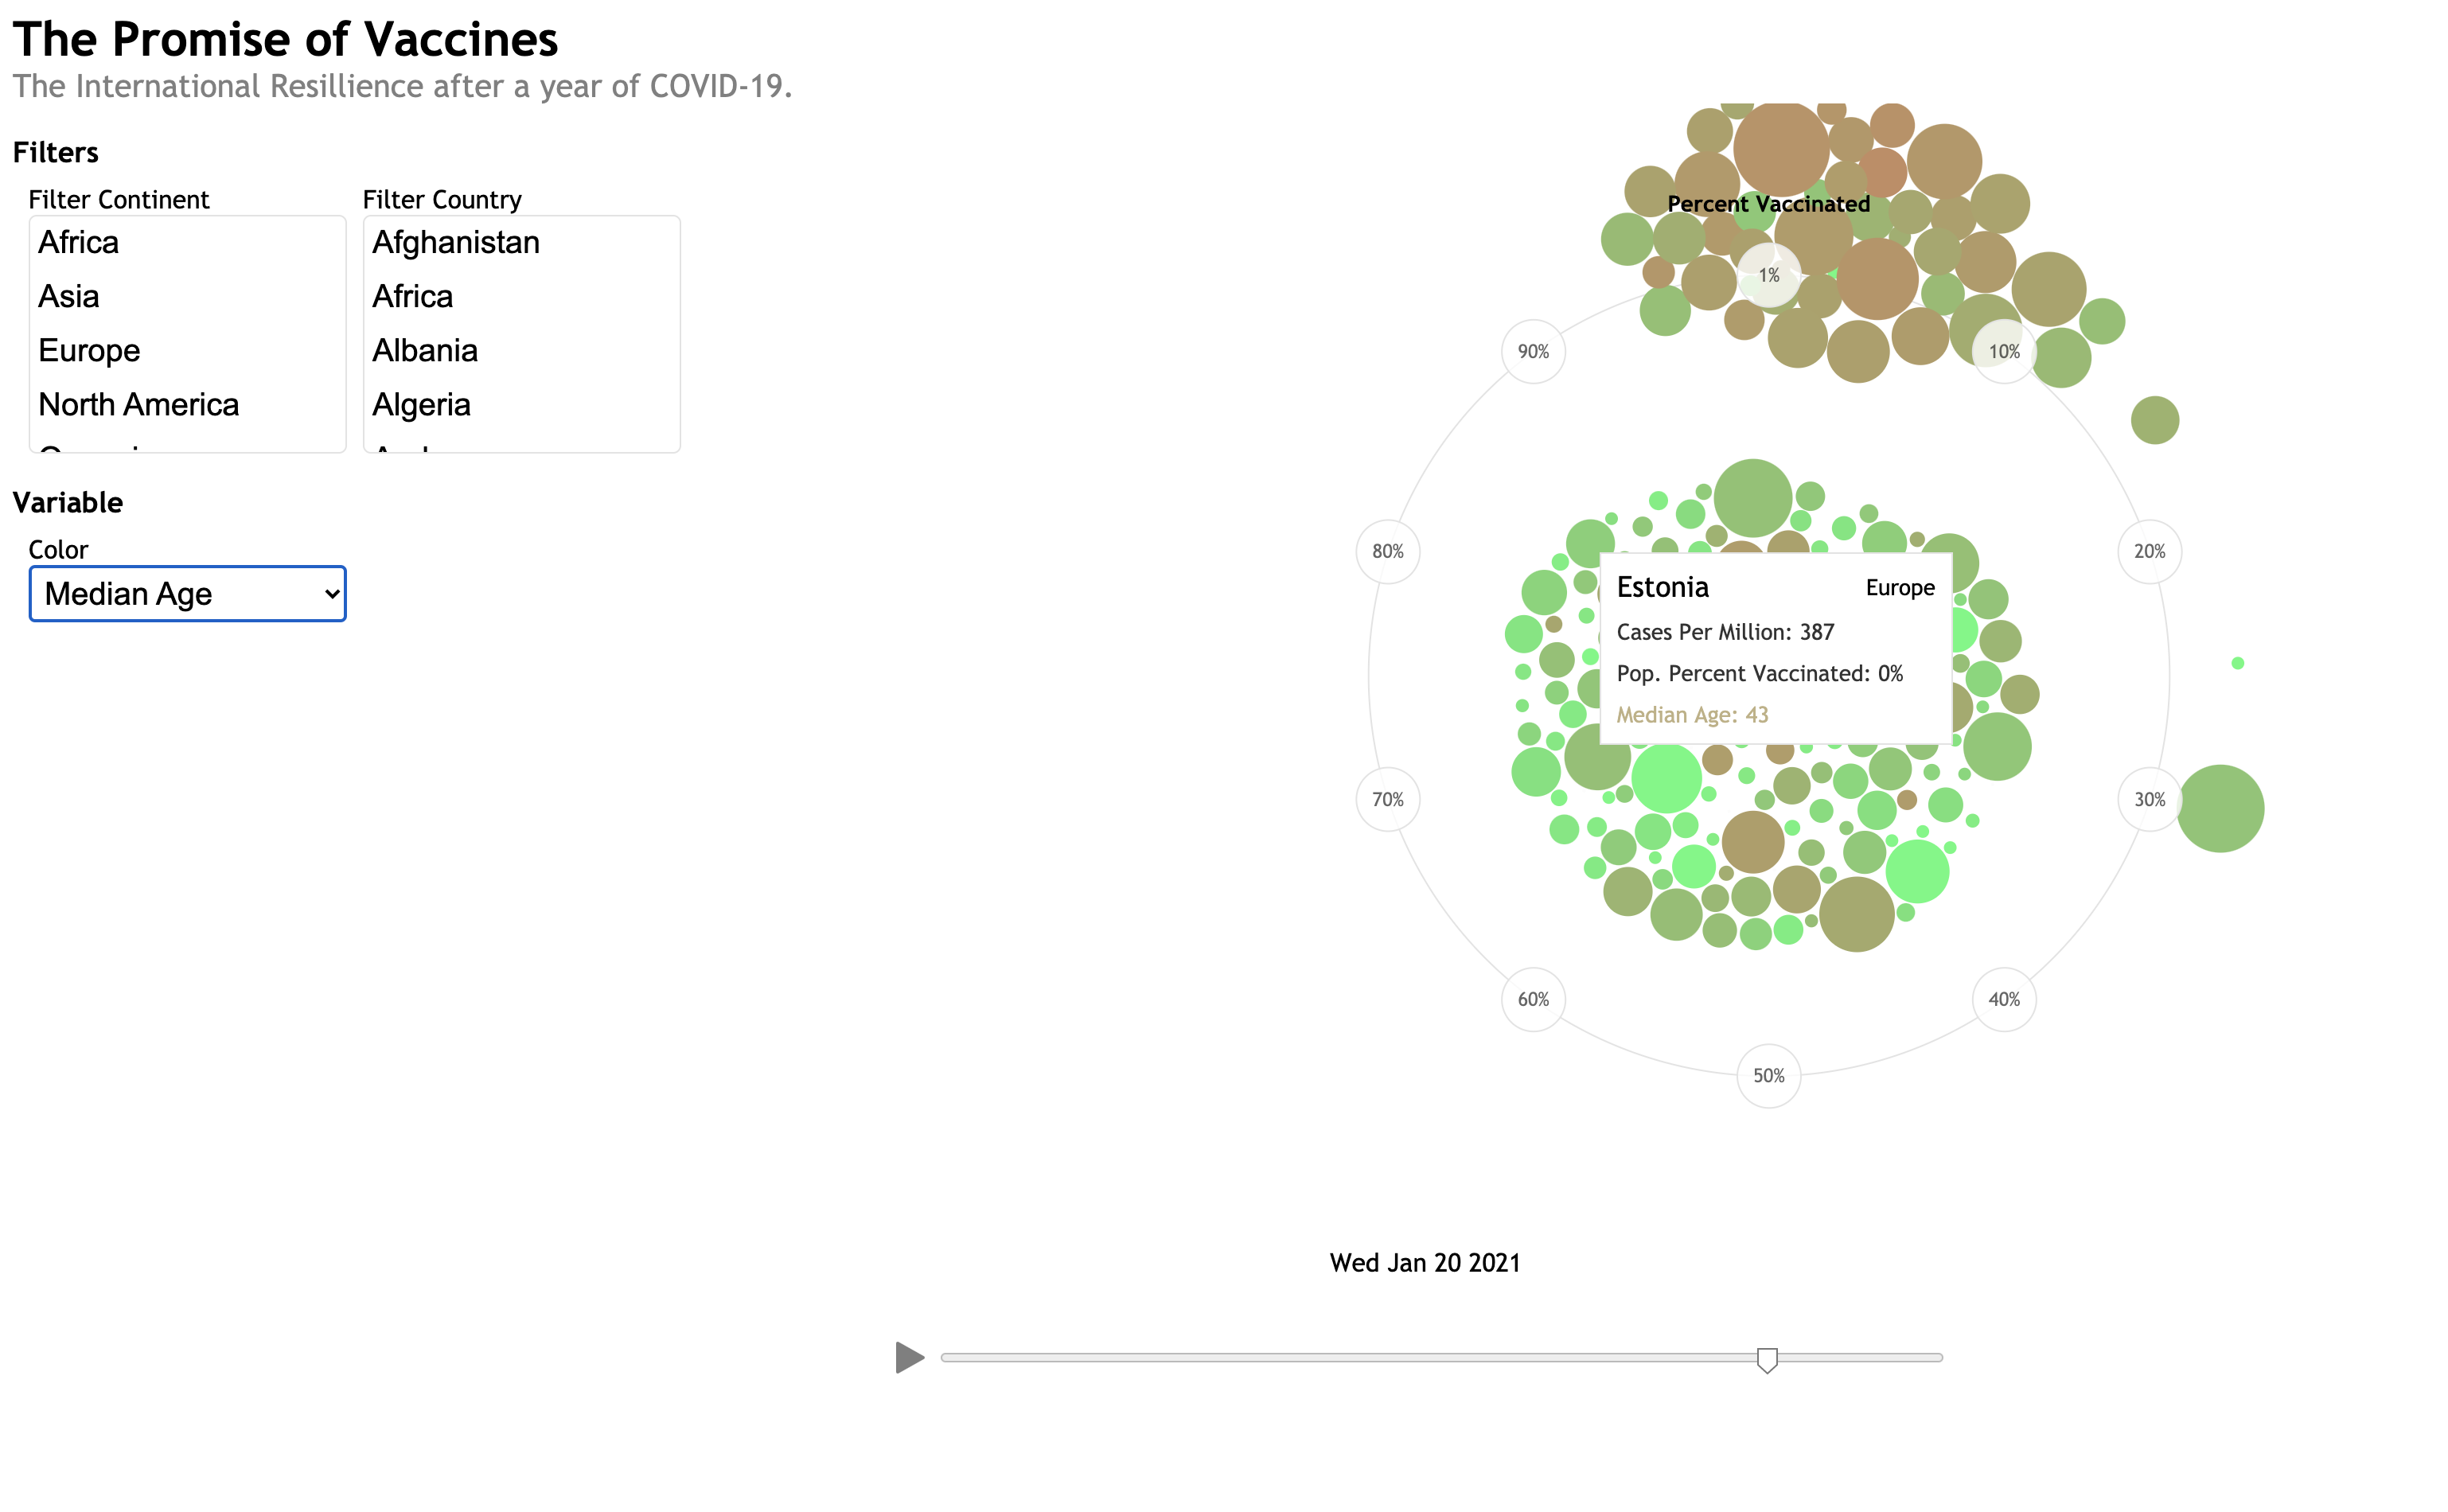 The Promise of Vaccines
The International Resillience after a year of COVID-19.
Filters
Filter Continent
Filter Country
Africa
Asia
Europe
North America
Afghanistan
Africa
Albania
Algeria
Variable
Color
Median Age
Percent Vaccinated
1%
10%
20%
30%
40%
50%
60%
70%
80%
90%
Estonia Europe
Cases Per Million: 387
Pop. Percent Vaccinated: 0%
Median Age: 43
Wed Jan 20 2021